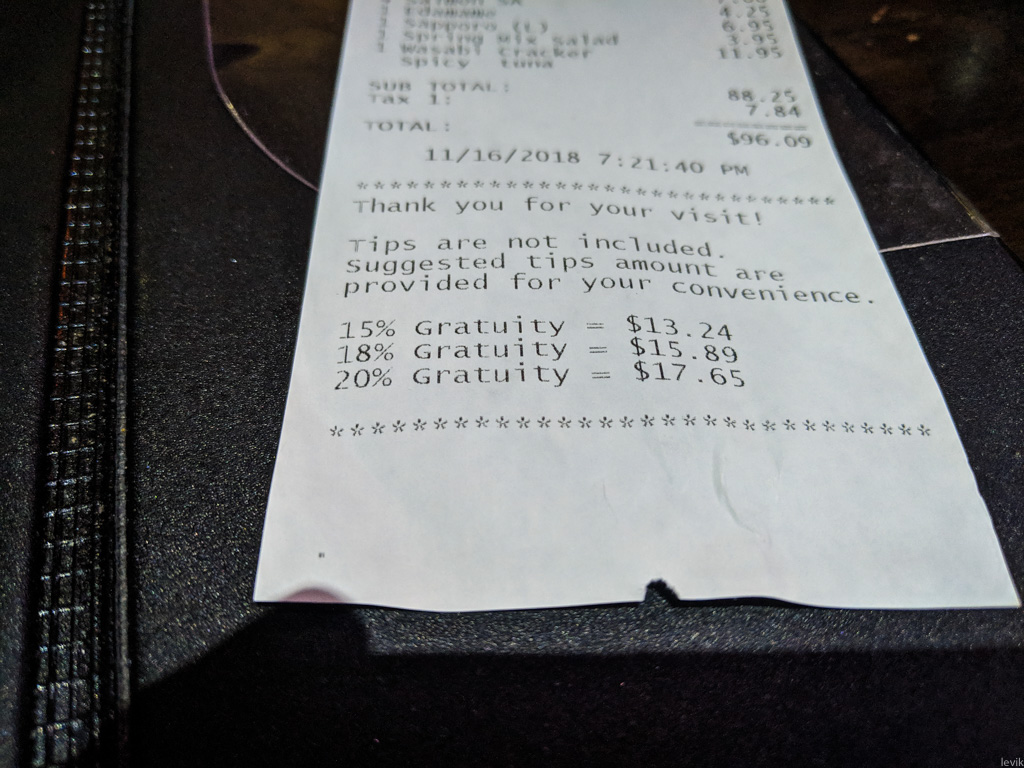 Salmon SA
Edamame 4.25
Sapporo (L) 6.95
Spring mix salad 3.95
Wasabi cracker 11.95
Spicy tuna
SUB TOTAL: 88.25
Tax 1: 7.84
TOTAL: $96.09
11/16/2018 7:21:40 PM
Thank you for your visit!
Tips are not included.
Suggested tips amount are
provided for your convenience.
15% Gratuity = $13.24
18% Gratuity = $15.89
20% Gratuity = $17.65
levik